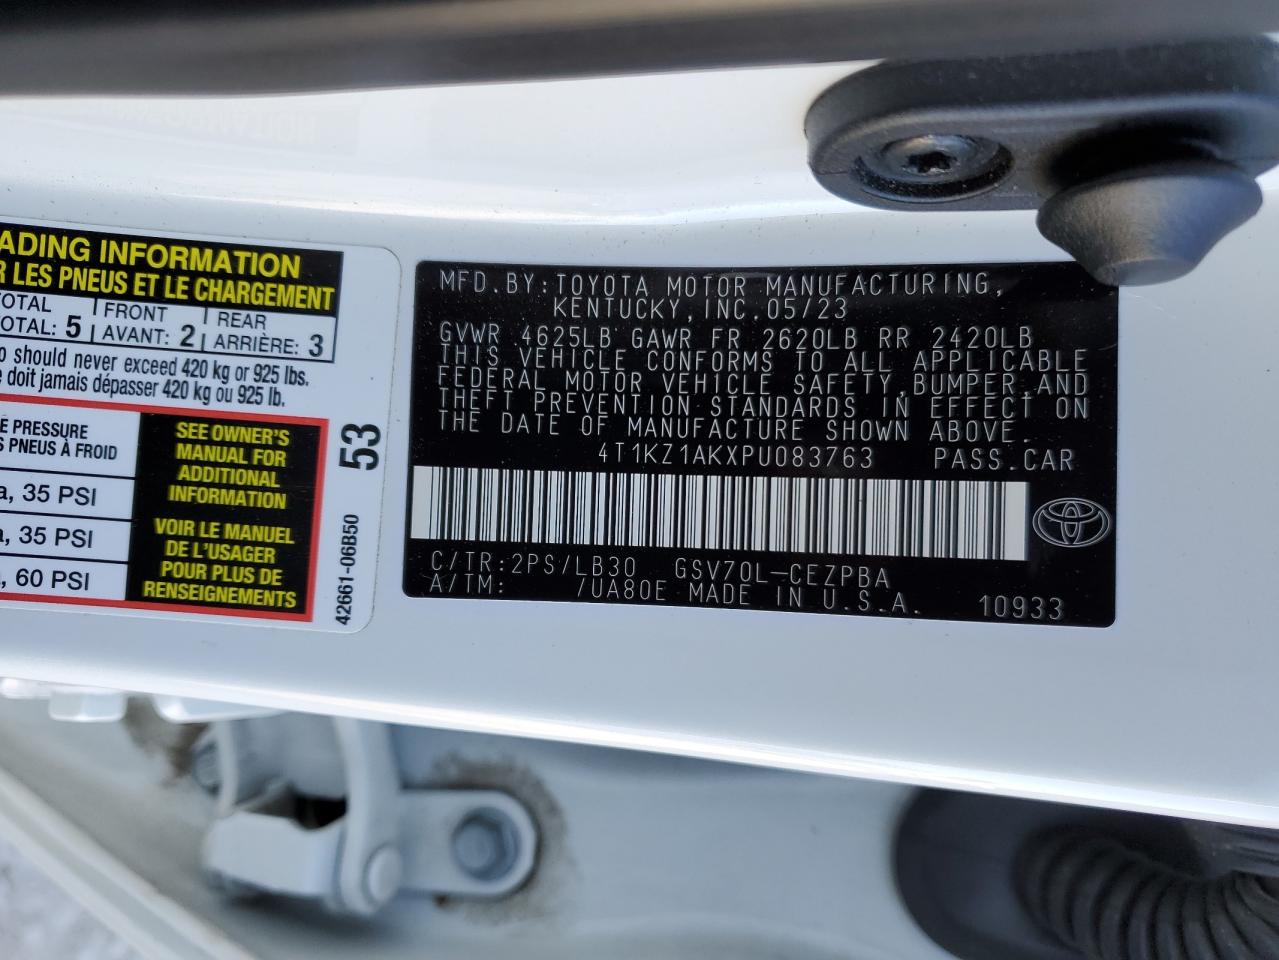 ADING INFORMATION
R LES PNEUS ET LE CHARGEMENT
TOTAL FRONT REAR
TOTAL: 5 AVANT: 2 ARRIÈRE: 3
should never exceed 420 kg or 925 lbs.
doit jamais dépasser 420 kg ou 925 lb.
E PRESSURE
PNEUS À FROID
a, 35 PSI
a, 35 PSI
, 60 PSI
SEE OWNER'S
MANUAL FOR
ADDITIONAL
INFORMATION
VOIR LE MANUEL
DE L'USAGER
POUR PLUS DE
RENSEIGNEMENTS
53
42661-06B50
MFD.BY:TOYOTA MOTOR MANUFACTURING,
KENTUCKY,INC.05/23
GVWR 4625LB GAWR FR 2620LB RR 2420LB
THIS VEHICLE CONFORMS TO ALL APPLICABLE
FEDERAL MOTOR VEHICLE SAFETY,BUMPER,AND
THEFT PREVENTION STANDARDS IN EFFECT ON
THE DATE OF MANUFACTURE SHOWN ABOVE.
4T1KZ1AKXPU083763 PASS.CAR
C/TR:2PS/LB30 GSV70L-CEZPBA
A/TM: /UA80E MADE IN U.S.A. 10933